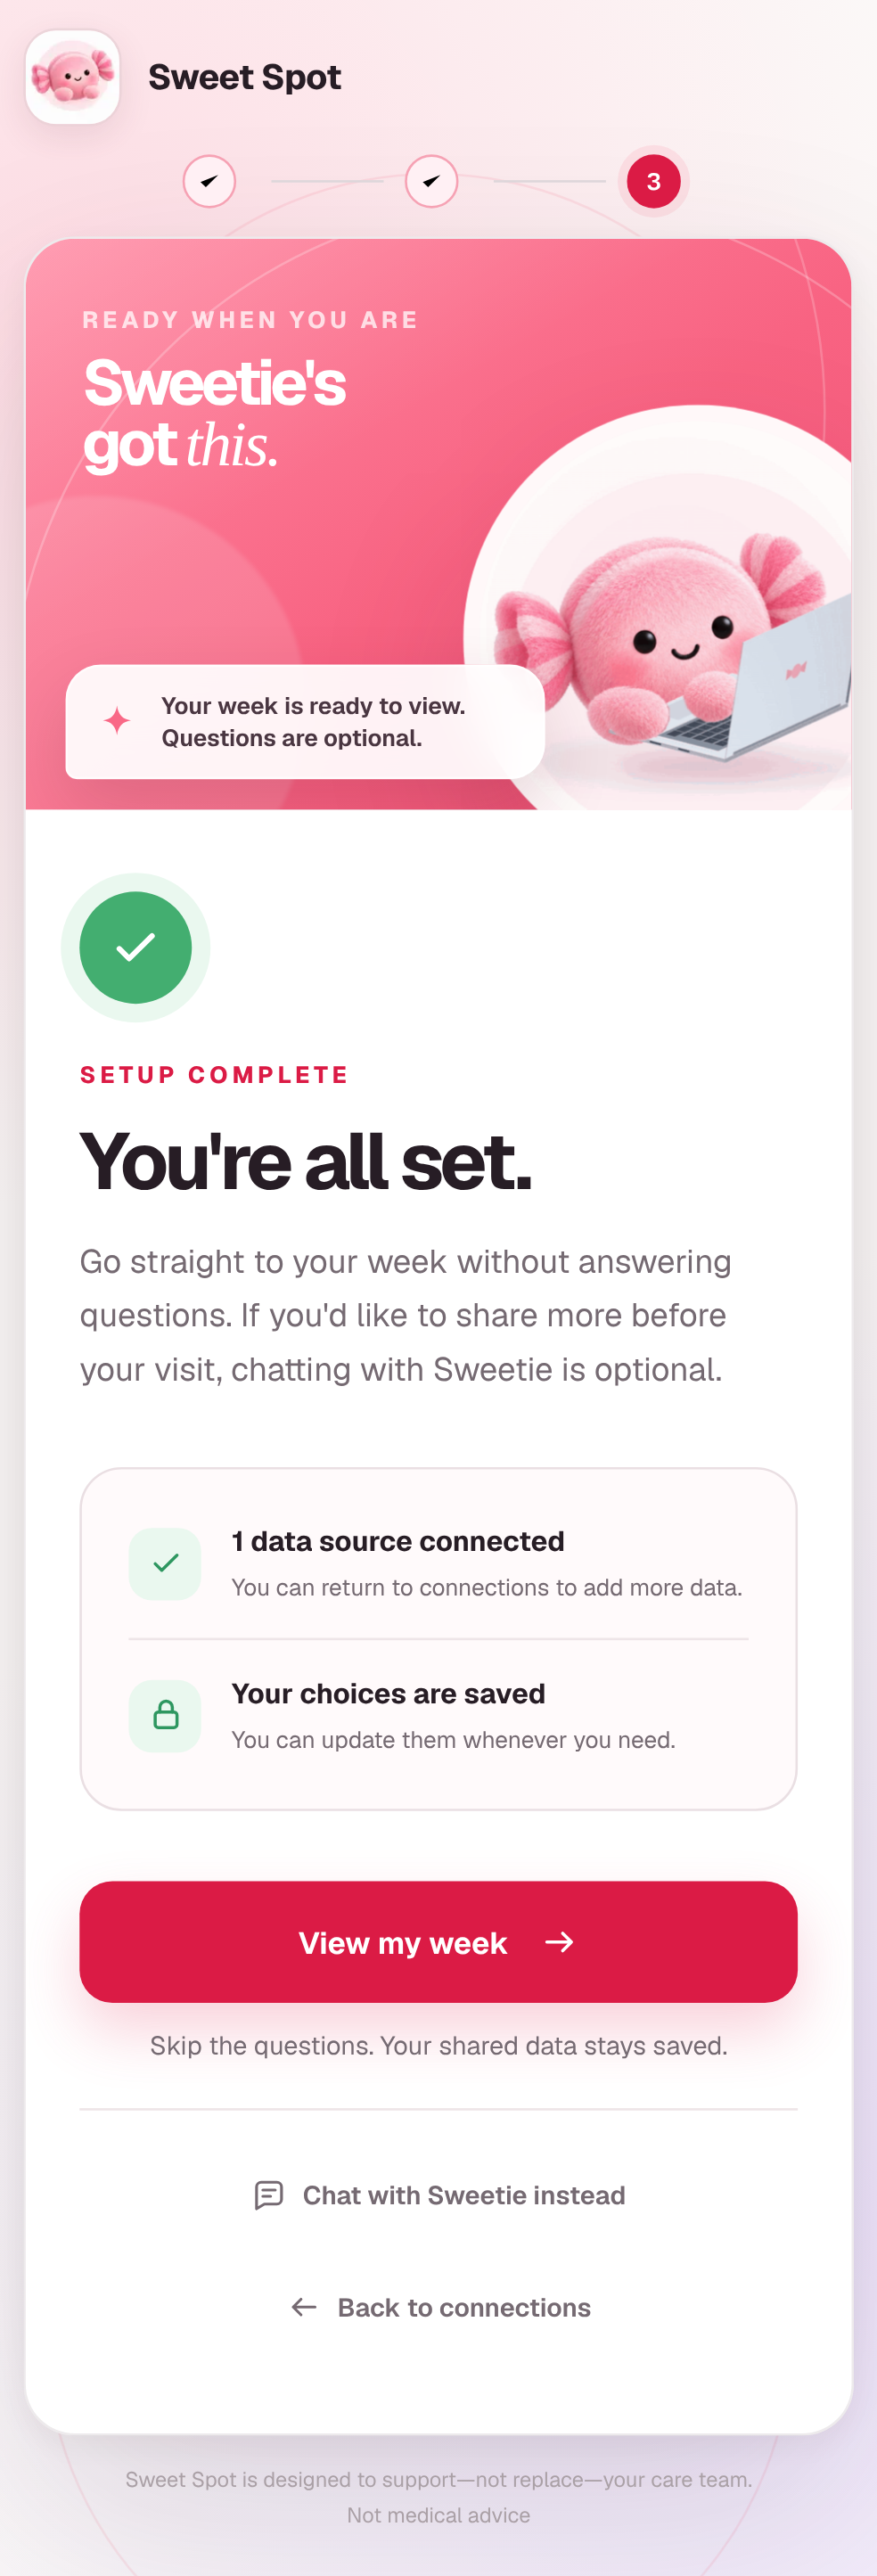 Sweet Spot
3
READY WHEN YOU ARE
Sweetie's
got this.
Your week is ready to view.
Questions are optional.
SETUP COMPLETE
You're all set.
Go straight to your week without answering
questions. If you'd like to share more before
your visit, chatting with Sweetie is optional.
1 data source connected
You can return to connections to add more data.
Your choices are saved
You can update them whenever you need.
View my week →
Skip the questions. Your shared data stays saved.
Chat with Sweetie instead
← Back to connections
Sweet Spot is designed to support—not replace—your care team.
Not medical advice